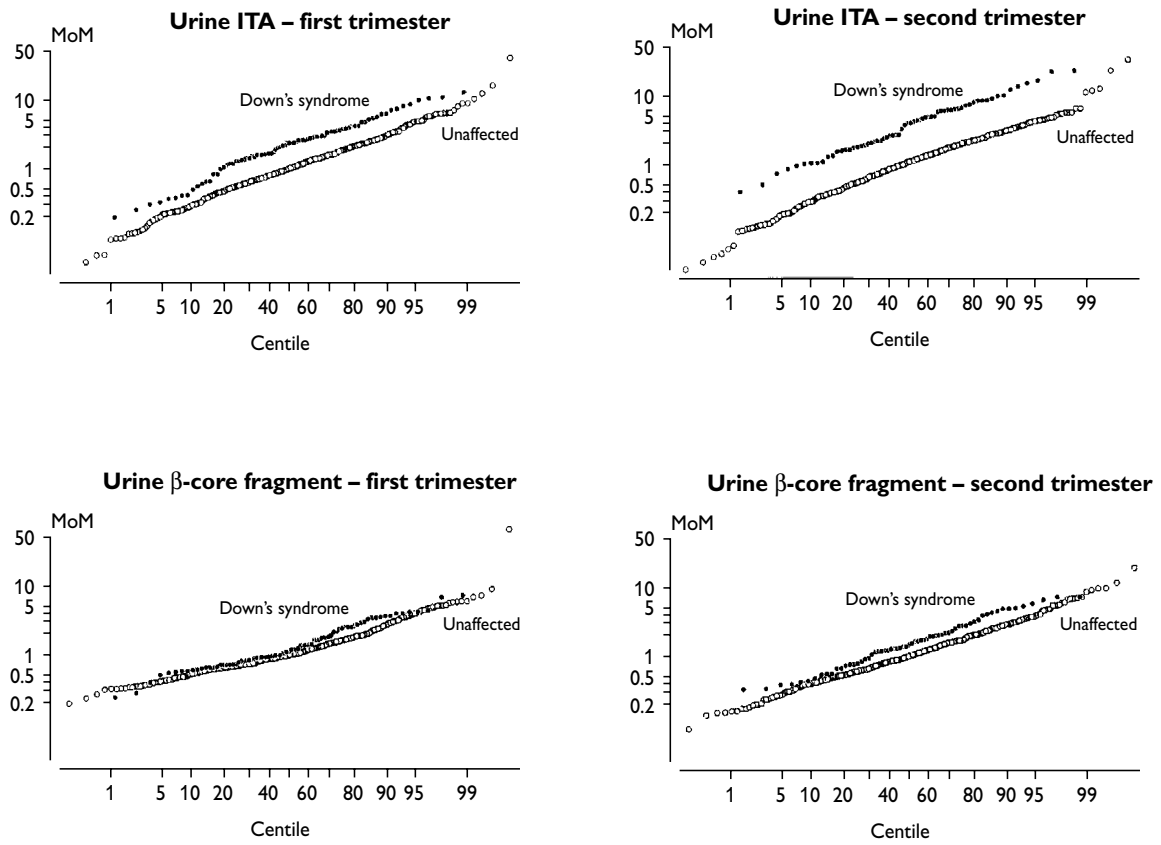 Urine ITA – first trimester
MoM
50
10
5
1
0.5
0.2
Down's syndrome
Unaffected
1 5 10 20 40 60 80 90 95 99
Centile
Urine ITA – second trimester
MoM
50
10
5
1
0.5
0.2
Down's syndrome
Unaffected
1 5 10 20 40 60 80 90 95 99
Centile
Urine β-core fragment – first trimester
MoM
50
10
5
1
0.5
0.2
Down's syndrome
Unaffected
1 5 10 20 40 60 80 90 95 99
Centile
Urine β-core fragment – second trimester
MoM
50
10
5
1
0.5
0.2
Down's syndrome
Unaffected
1 5 10 20 40 60 80 90 95 99
Centile